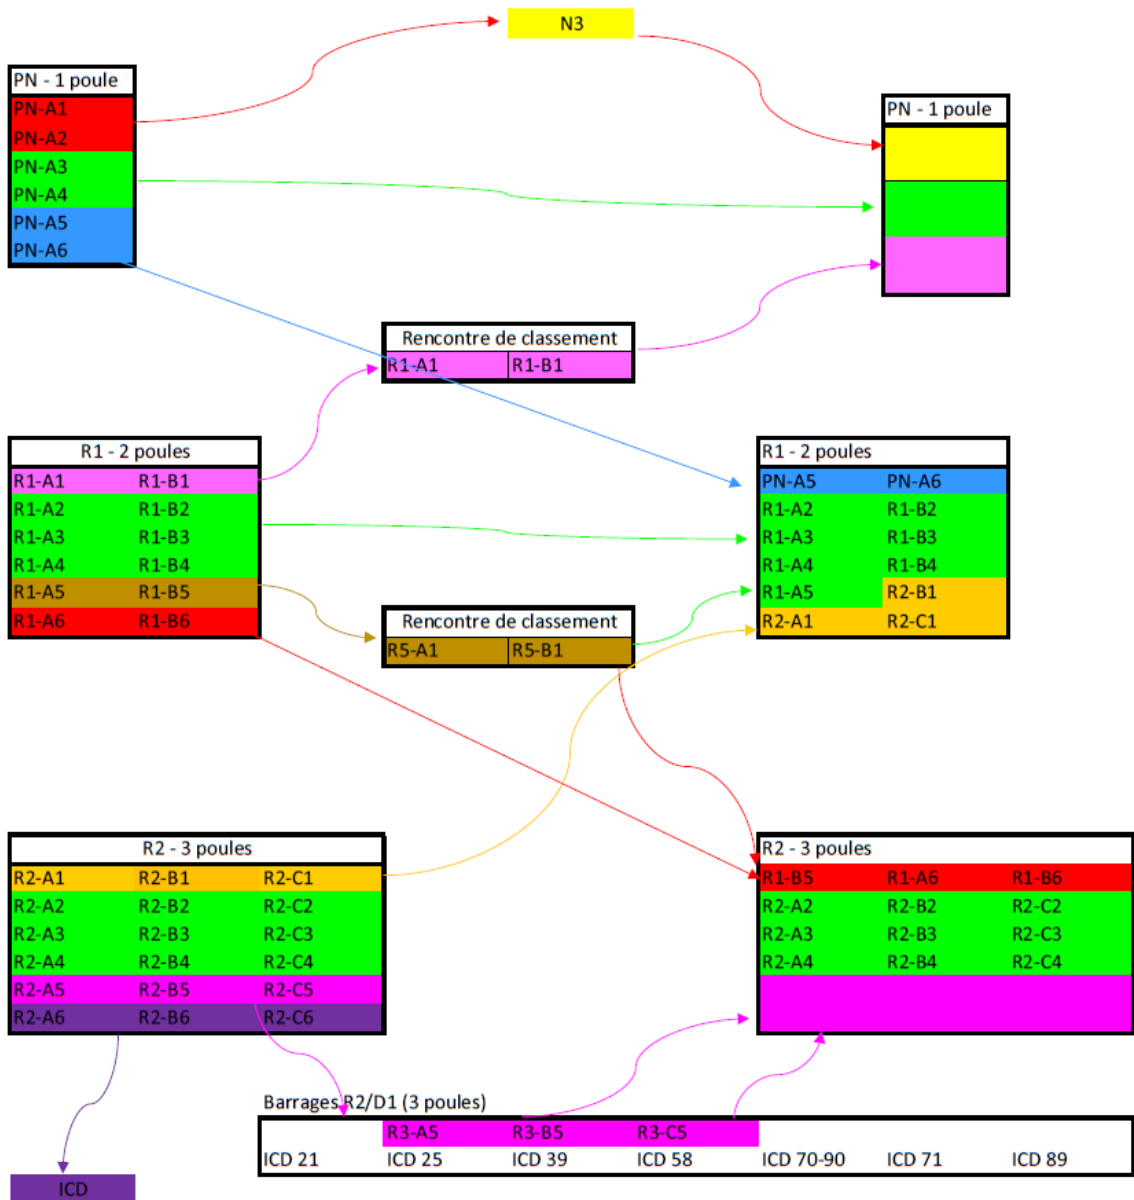 N3
PN - 1 poule
PN-A1
PN-A2
PN-A3
PN-A4
PN-A5
PN-A6
PN - 1 poule
Rencontre de classement
R1-A1 R1-B1
R1 - 2 poules
R1-A1 R1-B1
R1-A2 R1-B2
R1-A3 R1-B3
R1-A4 R1-B4
R1-A5 R1-B5
R1-A6 R1-B6
R1 - 2 poules
PN-A5 PN-A6
R1-A2 R1-B2
R1-A3 R1-B3
R1-A4 R1-B4
R1-A5 R2-B1
R2-A1 R2-C1
Rencontre de classement
R5-A1 R5-B1
R2 - 3 poules
R2-A1 R2-B1 R2-C1
R2-A2 R2-B2 R2-C2
R2-A3 R2-B3 R2-C3
R2-A4 R2-B4 R2-C4
R2-A5 R2-B5 R2-C5
R2-A6 R2-B6 R2-C6
R2 - 3 poules
R1-B5 R1-A6 R1-B6
R2-A2 R2-B2 R2-C2
R2-A3 R2-B3 R2-C3
R2-A4 R2-B4 R2-C4
Barrages R2/D1 (3 poules)
R3-A5 R3-B5 R3-C5
ICD 21 ICD 25 ICD 39 ICD 58 ICD 70-90 ICD 71 ICD 89
ICD